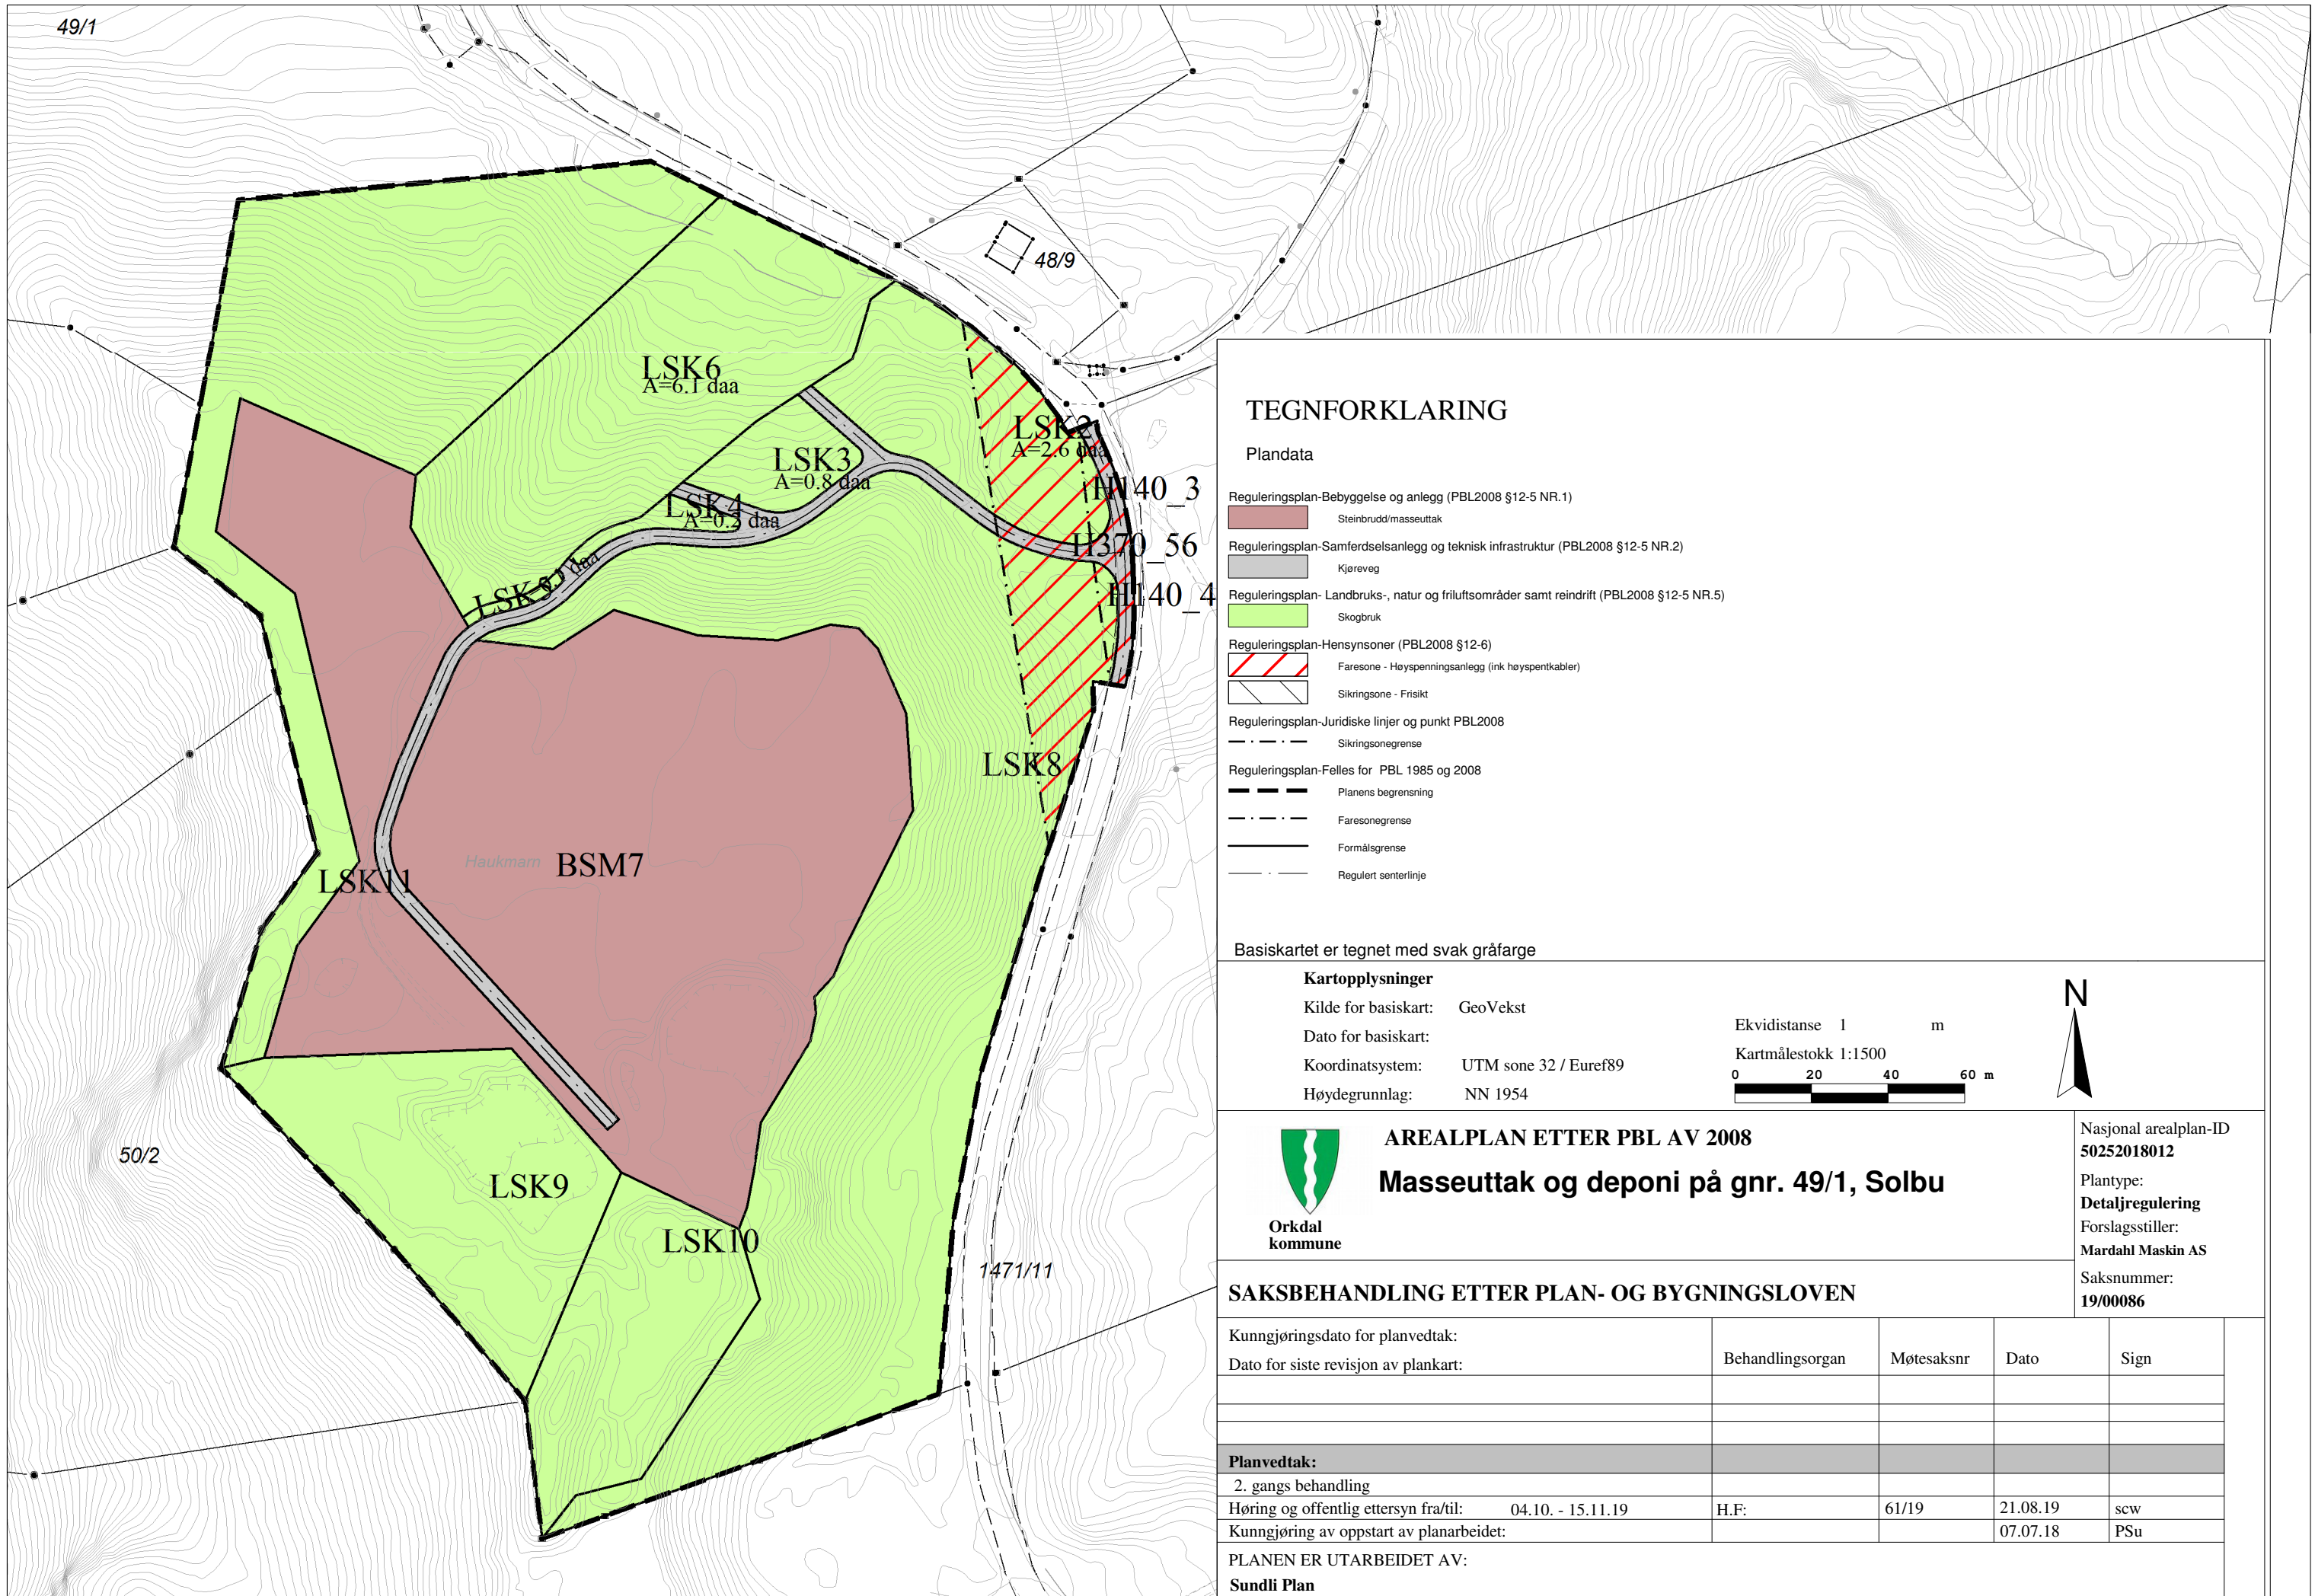 49/1
48/9
LSK6
A=6.1 daa
LSK2
A=2.6 daa
LSK3
A=0.8 daa
LSK4
A=0.2 daa
H140_3
H370_56
H140_4
LSK5
daa
LSK8
Haukmarn
BSM7
LSK11
50/2
LSK9
LSK10
1471/11
TEGNFORKLARING
Plandata
Reguleringsplan-Bebyggelse og anlegg (PBL2008 §12-5 NR.1)
Steinbrudd/masseuttak
Reguleringsplan-Samferdselsanlegg og teknisk infrastruktur (PBL2008 §12-5 NR.2)
Kjøreveg
Reguleringsplan- Landbruks-, natur og friluftsområder samt reindrift (PBL2008 §12-5 NR.5)
Skogbruk
Reguleringsplan-Hensynsoner (PBL2008 §12-6)
Faresone - Høyspenningsanlegg (ink høyspentkabler)
Sikringsone - Frisikt
Reguleringsplan-Juridiske linjer og punkt PBL2008
Sikringsonegrense
Reguleringsplan-Felles for PBL 1985 og 2008
Planens begrensning
Faresonegrense
Formålsgrense
Regulert senterlinje
Basiskartet er tegnet med svak gråfarge
Kartopplysninger
Kilde for basiskart: GeoVekst
Dato for basiskart:
Koordinatsystem: UTM sone 32 / Euref89
Høydegrunnlag: NN 1954
Ekvidistanse 1 m
Kartmålestokk 1:1500
0 20 40 60 m
N
Orkdal
kommune
AREALPLAN ETTER PBL AV 2008
Masseuttak og deponi på gnr. 49/1, Solbu
Nasjonal arealplan-ID
50252018012
Plantype:
Detaljregulering
Forslagsstiller:
Mardahl Maskin AS
Saksnummer:
19/00086
SAKSBEHANDLING ETTER PLAN- OG BYGNINGSLOVEN
Kunngjøringsdato for planvedtak:
Dato for siste revisjon av plankart:
Behandlingsorgan Møtesaksnr Dato Sign
Planvedtak:
2. gangs behandling
Høring og offentlig ettersyn fra/til: 04.10. - 15.11.19 H.F: 61/19 21.08.19 scw
Kunngjøring av oppstart av planarbeidet: 07.07.18 PSu
PLANEN ER UTARBEIDET AV:
Sundli Plan